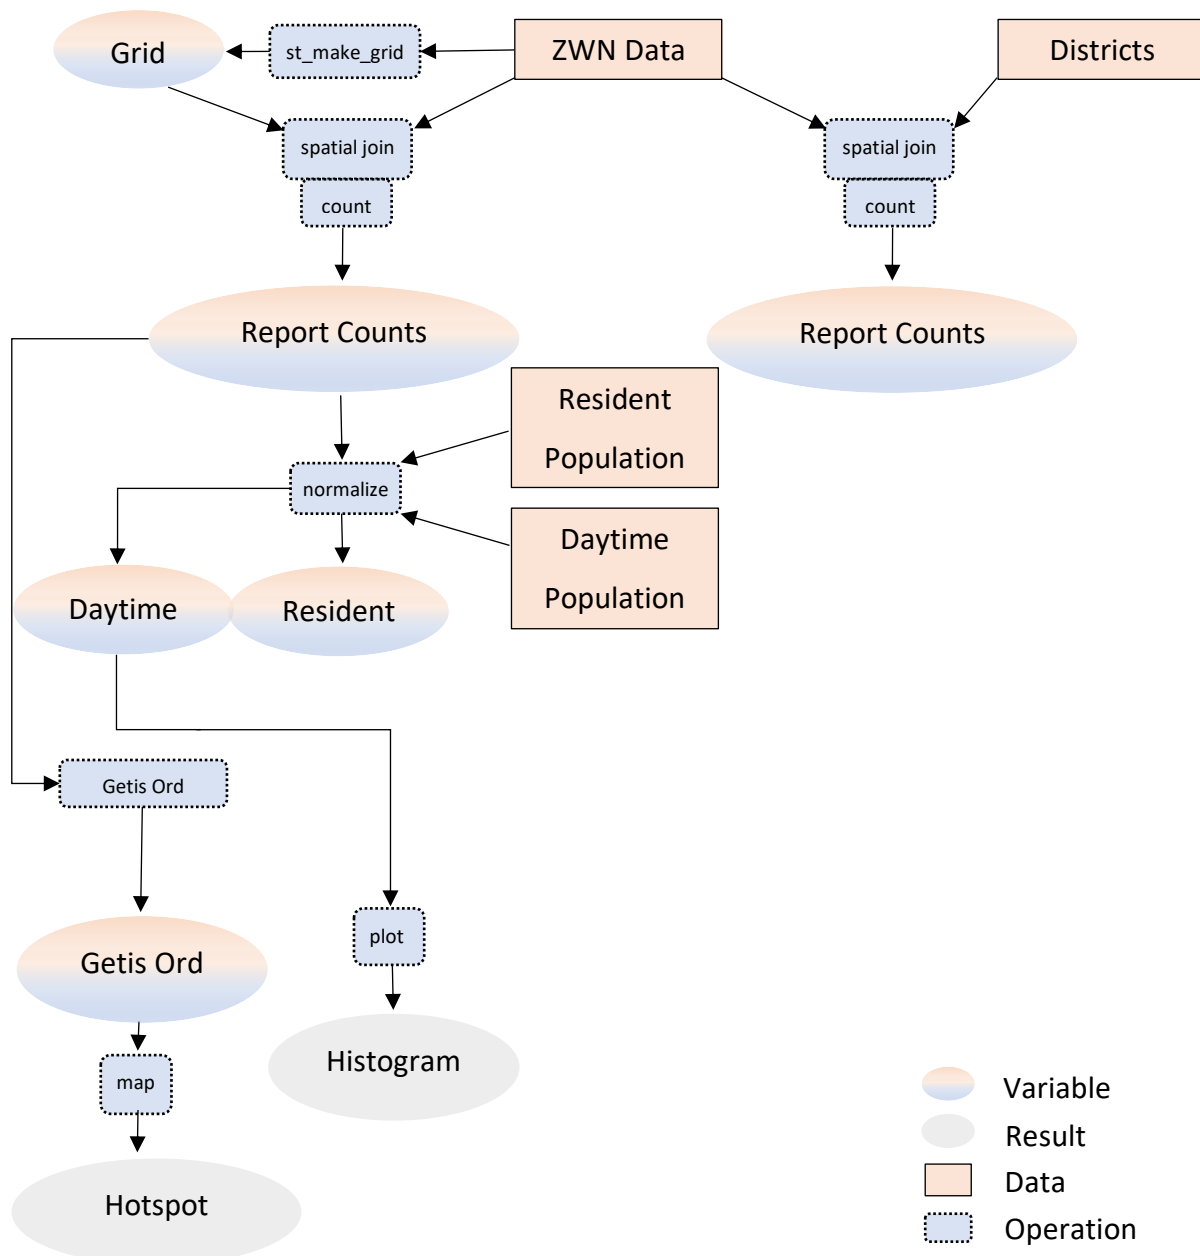 Grid
st_make_grid
ZWN Data
Districts
spatial join
count
spatial join
count
Report Counts
Report Counts
Resident
Population
normalize
Daytime
Population
Daytime
Resident
Getis Ord
Getis Ord
plot
map
Histogram
Hotspot
Variable
Result
Data
Operation